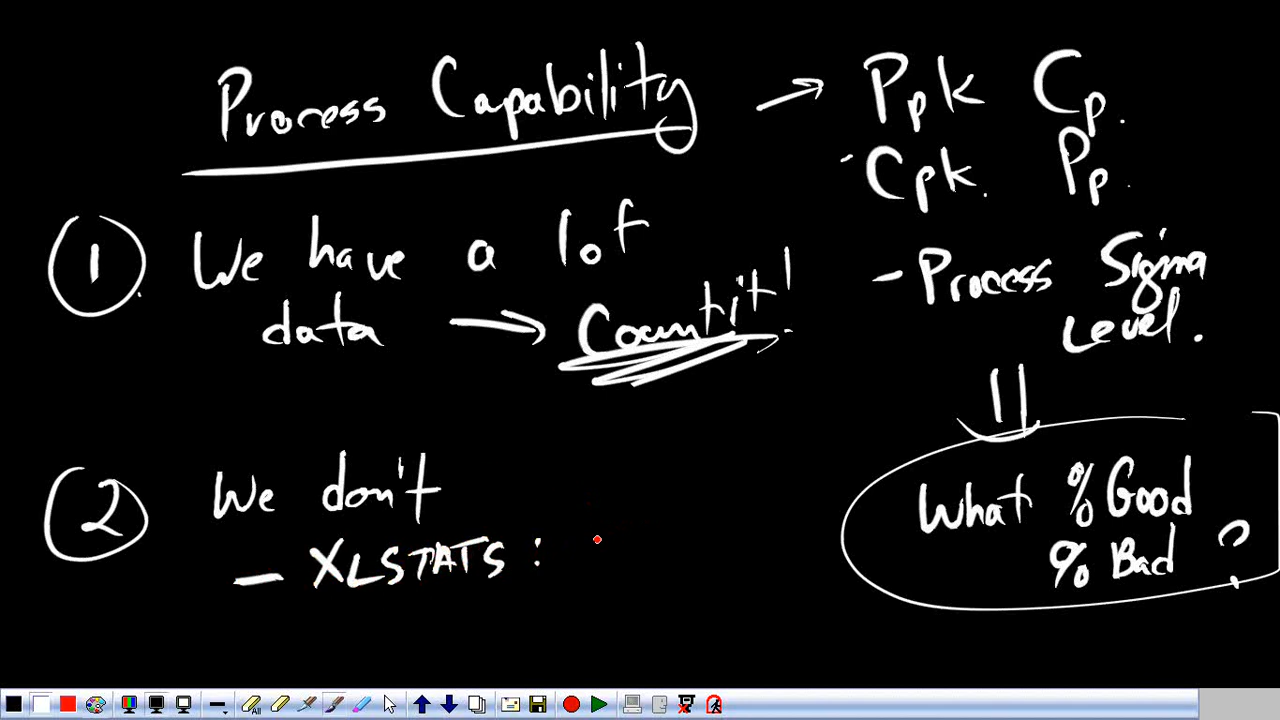 Process Capability → Ppk Cp.
Cpk. Pp.
① We have a lot
data → Count it!
- Process Sigma
Level.
② We don't
- XLSTATS :
What % Good
% Bad ?
All